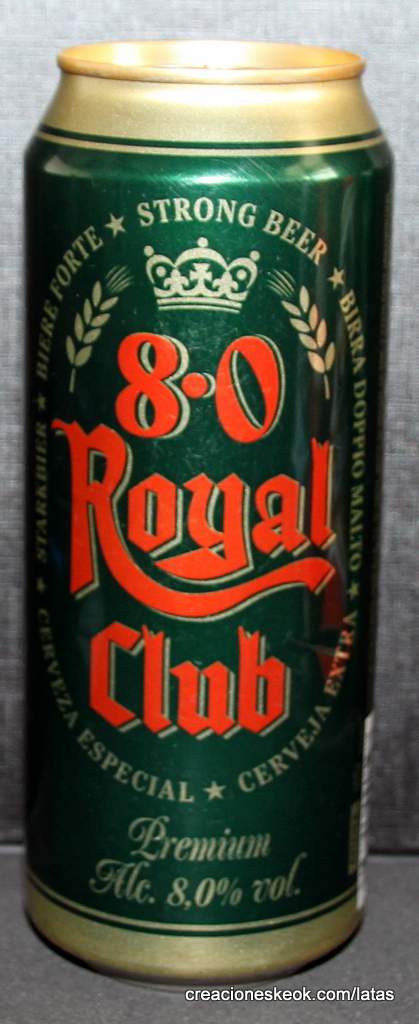 STRONG BEER ★ BIRRA DOPPIO MALTO ★ CERVEJA EXTRA ★ CERVEZA ESPECIAL ★ STARKBIER ★ BIERE FORTE ★
8·0
Royal
Club
Premium
Alc. 8,0% vol.
creacioneskeok.com/latas